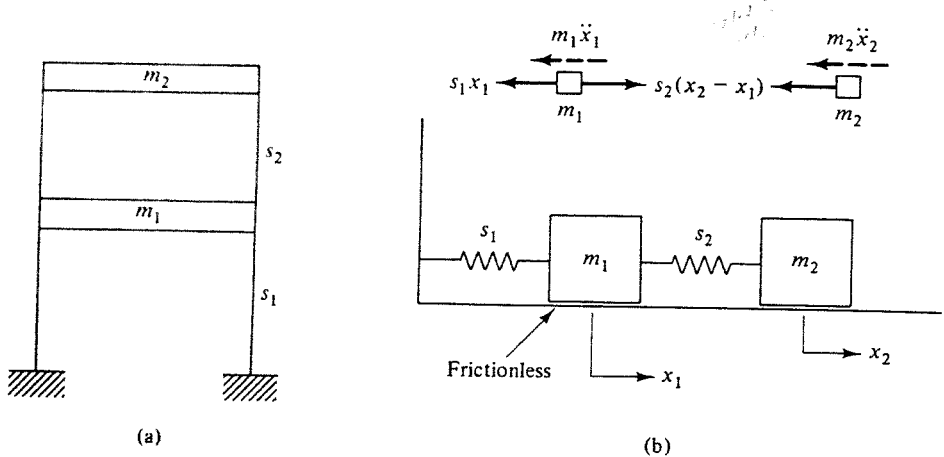 m₂
s₂
m₁
s₁
(a)
m₁ẍ₁
m₂ẍ₂
s₁x₁
s₂(x₂ − x₁)
m₁
m₂
s₁
m₁
s₂
m₂
Frictionless
x₁
x₂
(b)